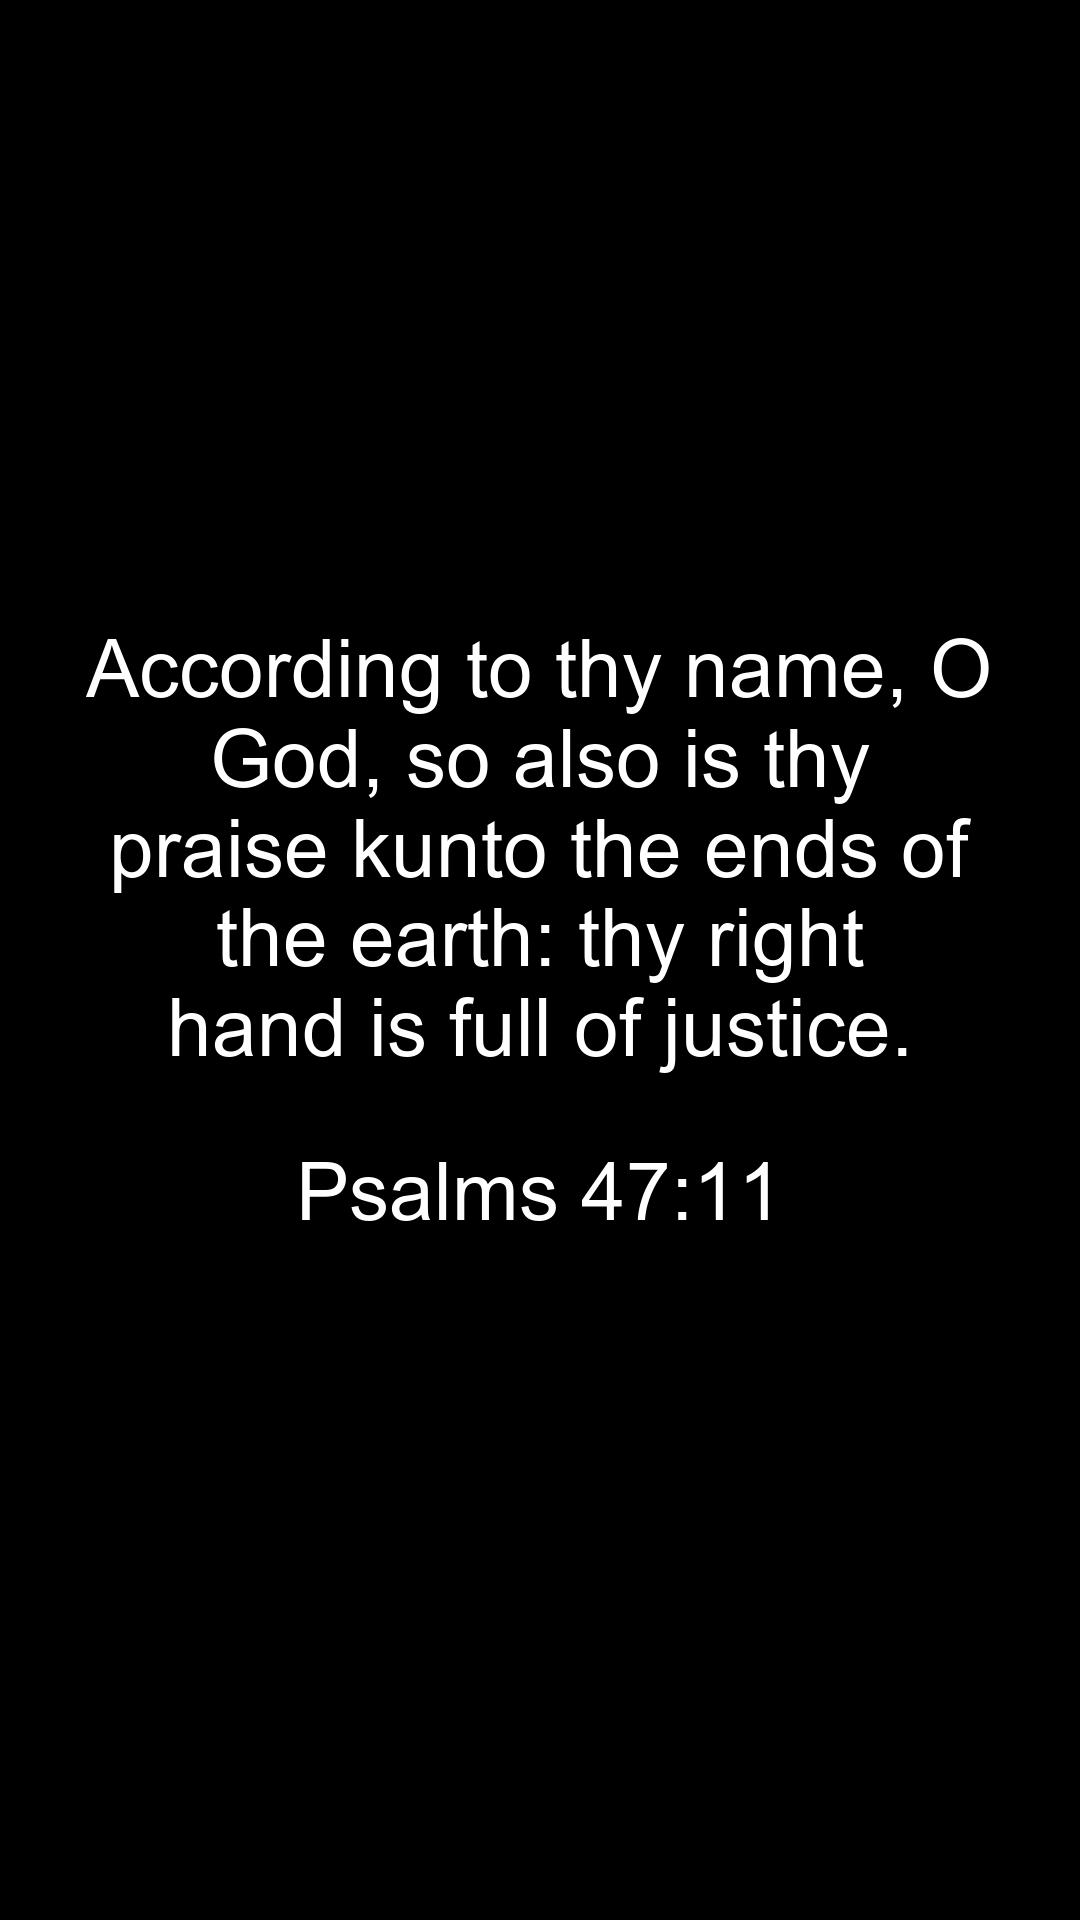 According to thy name, O
God, so also is thy
praise kunto the ends of
the earth: thy right
hand is full of justice.
Psalms 47:11